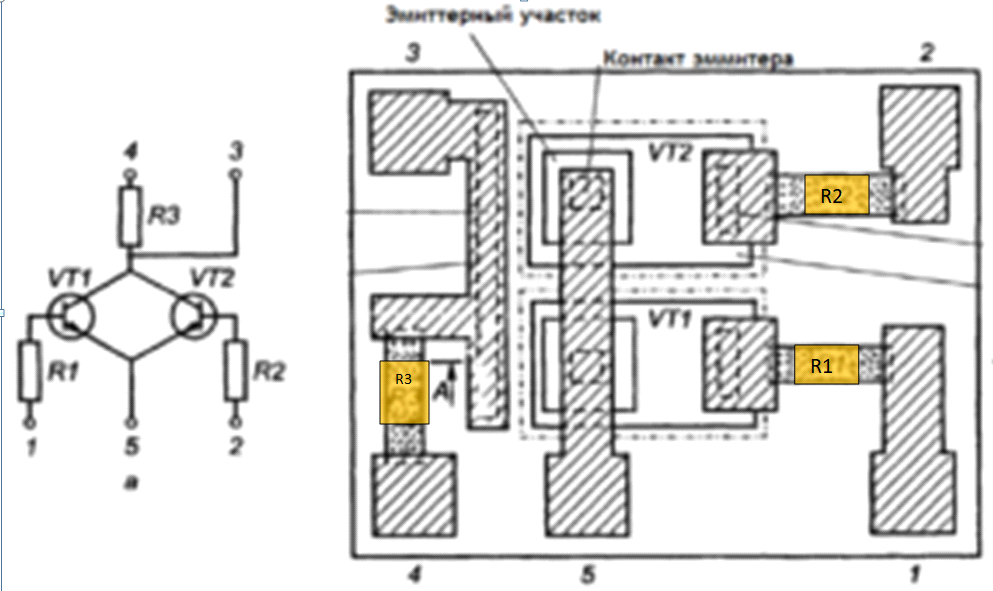 Эмиттерный участок
Контакт эммитера
3
2
4
3
R3
VT1
VT2
R1
R2
1
5
2
а
VT2
R2
VT1
R1
R3
А
4
5
1